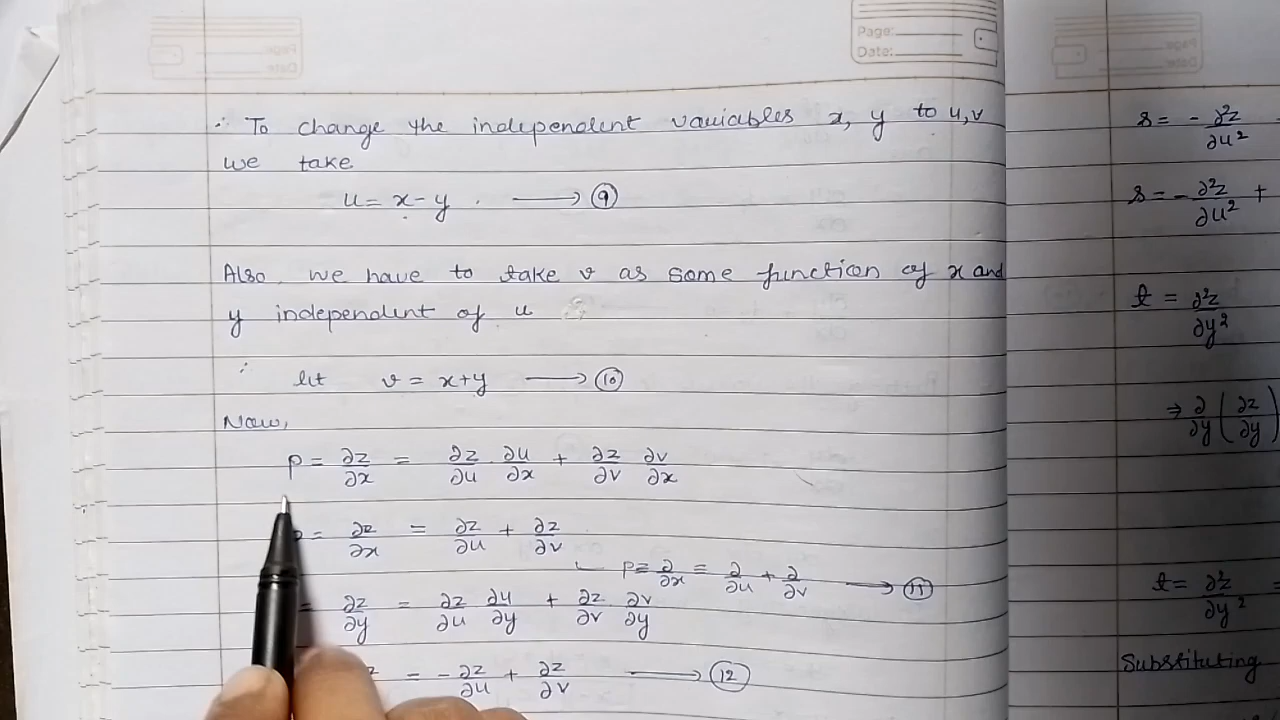 Page:
Date:
∴ To change the independent variables x, y to u,v
we take
u = x - y . ⟶ ⑨
Also we have to take v as some function of x and
y independent of u
let v = x+y ⟶ ⑩
Now,
p = ∂z/∂x = ∂z/∂u ∂u/∂x + ∂z/∂v ∂v/∂x
= ∂z/∂x = ∂z/∂u + ∂z/∂v
p ≡ ∂/∂x ≡ ∂/∂u + ∂/∂v ⟶ ⑪
= ∂z/∂y = ∂z/∂u ∂u/∂y + ∂z/∂v ∂v/∂y
= -∂z/∂u + ∂z/∂v ⟶ ⑫
s = - ∂²z/∂u²
s = - ∂²z/∂u² +
t = ∂²z/∂y²
⇒ ∂/∂y (∂z/∂y)
t = ∂²z/∂y² =
Substituting